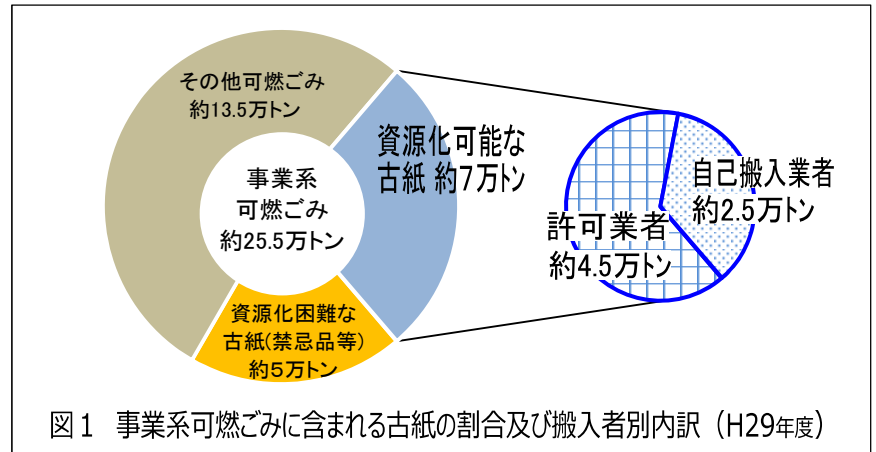 その他可燃ごみ
約13.5万トン
資源化可能な
古紙 約7万トン
事業系
可燃ごみ
約25.5万トン
自己搬入業者
約2.5万トン
許可業者
約4.5万トン
資源化困難な
古紙(禁忌品等)
約5万トン
図1 事業系可燃ごみに含まれる古紙の割合及び搬入者別内訳（H29年度）